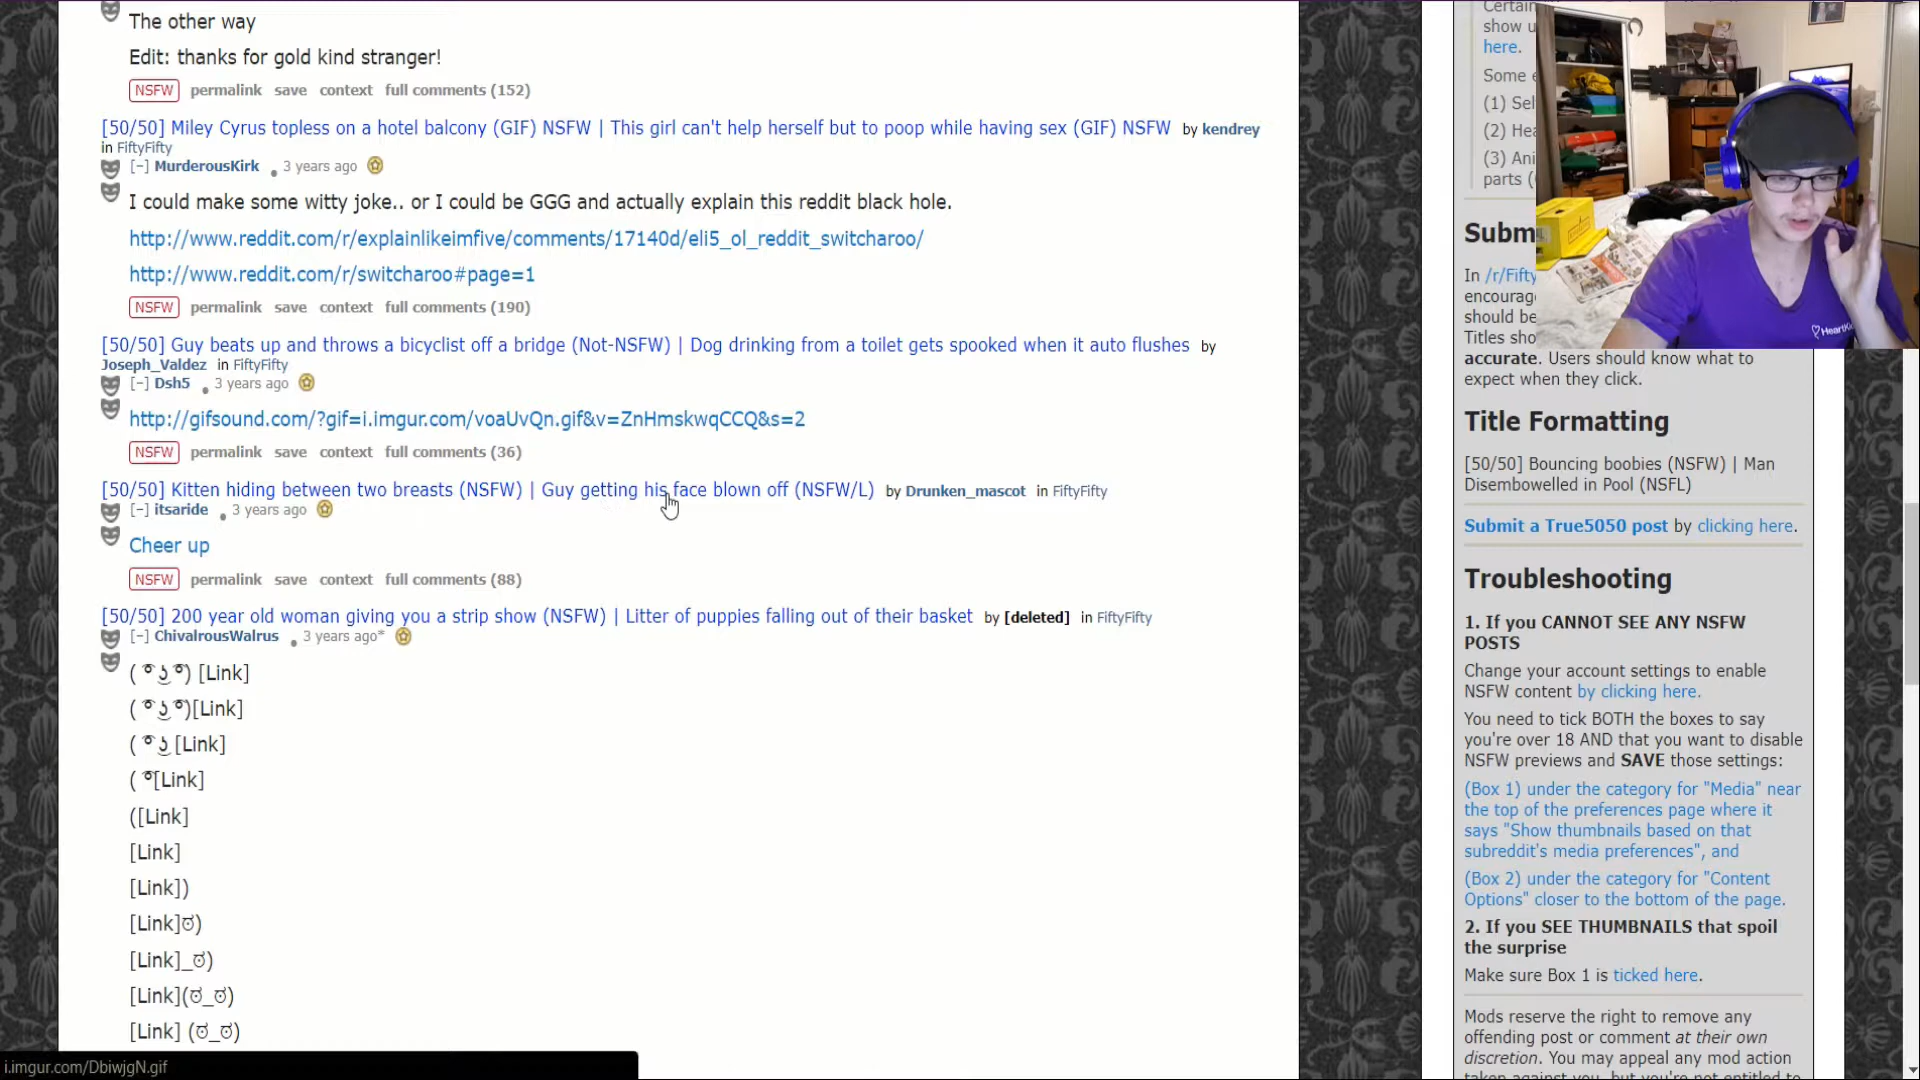 The other way
Edit: thanks for gold kind stranger!
NSFW permalink save context full comments (152)
[50/50] Miley Cyrus topless on a hotel balcony (GIF) NSFW | This girl can't help herself but to poop while having sex (GIF) NSFW by kendrey
in FiftyFifty
[-] MurderousKirk 3 years ago
I could make some witty joke.. or I could be GGG and actually explain this reddit black hole.
http://www.reddit.com/r/explainlikeimfive/comments/17140d/eli5_ol_reddit_switcharoo/
http://www.reddit.com/r/switcharoo#page=1
NSFW permalink save context full comments (190)
[50/50] Guy beats up and throws a bicyclist off a bridge (Not-NSFW) | Dog drinking from a toilet gets spooked when it auto flushes by
Joseph_Valdez in FiftyFifty
[-] Dsh5 3 years ago
http://gifsound.com/?gif=i.imgur.com/voaUvQn.gif&v=ZnHmskwqCCQ&s=2
NSFW permalink save context full comments (36)
[50/50] Kitten hiding between two breasts (NSFW) | Guy getting his face blown off (NSFW/L) by Drunken_mascot in FiftyFifty
[-] itsaride 3 years ago
Cheer up
NSFW permalink save context full comments (88)
[50/50] 200 year old woman giving you a strip show (NSFW) | Litter of puppies falling out of their basket by [deleted] in FiftyFifty
[-] ChivalrousWalrus 3 years ago*
( ͡° ͜ʖ ͡°) [Link]
( ͡° ͜ʖ ͡°)[Link]
( ͡° ͜ʖ [Link]
( ͡°[Link]
([Link]
[Link]
[Link])
[Link]ಠ)
[Link]_ಠ)
[Link](ಠ_ಠ)
[Link] (ಠ_ಠ)
i.imgur.com/DbiwjgN.gif
Certain
show u
here.
Some e
(1) Sel
(2) Hea
(3) Ani
parts (
Subm
In /r/Fifty
encourag
should be
Titles sho
accurate. Users should know what to
expect when they click.
Title Formatting
[50/50] Bouncing boobies (NSFW) | Man
Disembowelled in Pool (NSFL)
Submit a True5050 post by clicking here.
Troubleshooting
1. If you CANNOT SEE ANY NSFW
POSTS
Change your account settings to enable
NSFW content by clicking here.
You need to tick BOTH the boxes to say
you're over 18 AND that you want to disable
NSFW previews and SAVE those settings:
(Box 1) under the category for "Media" near
the top of the preferences page where it
says "Show thumbnails based on that
subreddit's media preferences", and
(Box 2) under the category for "Content
Options" closer to the bottom of the page.
2. If you SEE THUMBNAILS that spoil
the surprise
Make sure Box 1 is ticked here.
Mods reserve the right to remove any
offending post or comment at their own
discretion. You may appeal any mod action
taken against you, but you're not entitled to